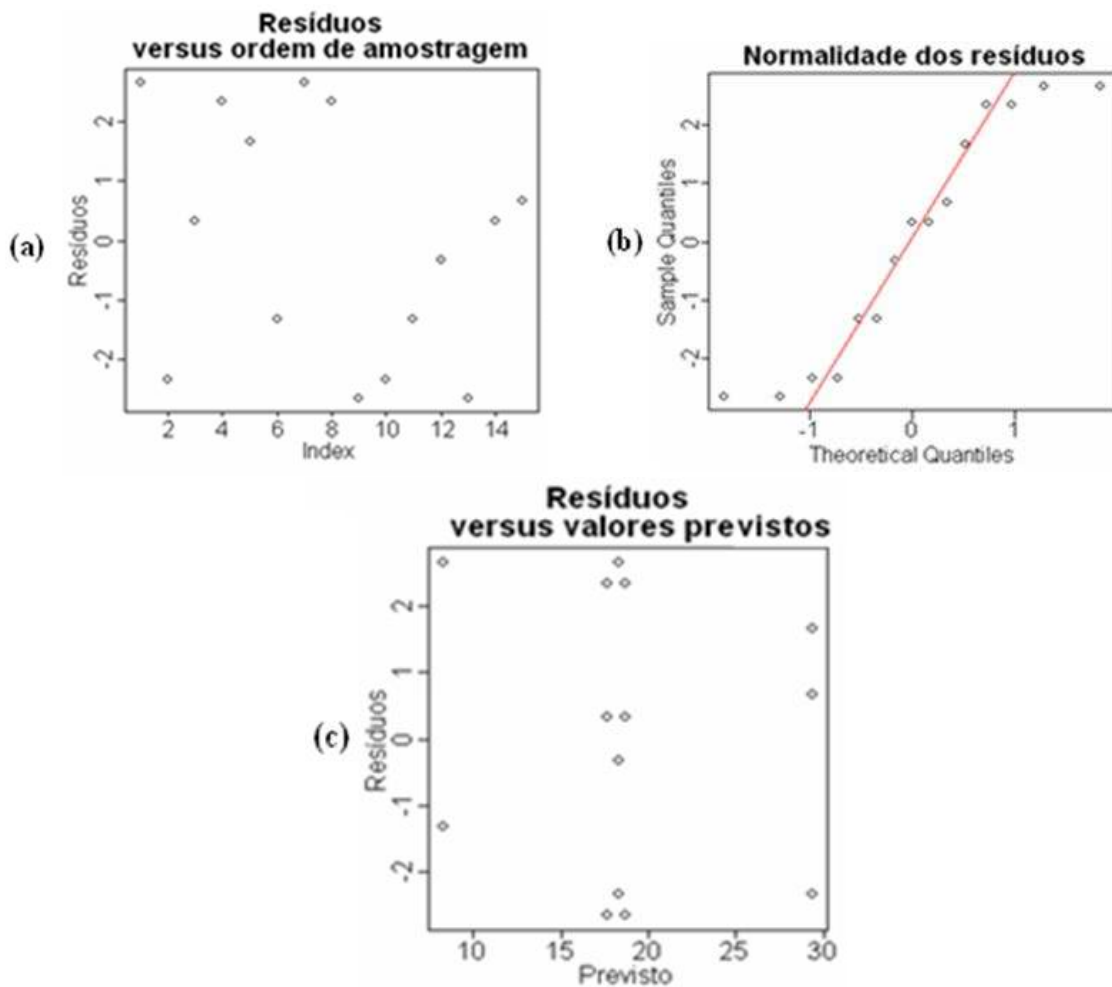 Resíduos
versus ordem de amostragem
(a)
Resíduos
2
1
0
-1
-2
2 4 6 8 10 12 14
Index
Normalidade dos resíduos
(b)
Sample Quantiles
2
1
0
-1
-2
-1 0 1
Theoretical Quantiles
Resíduos
versus valores previstos
(c)
Resíduos
2
1
0
-1
-2
10 15 20 25 30
Previsto